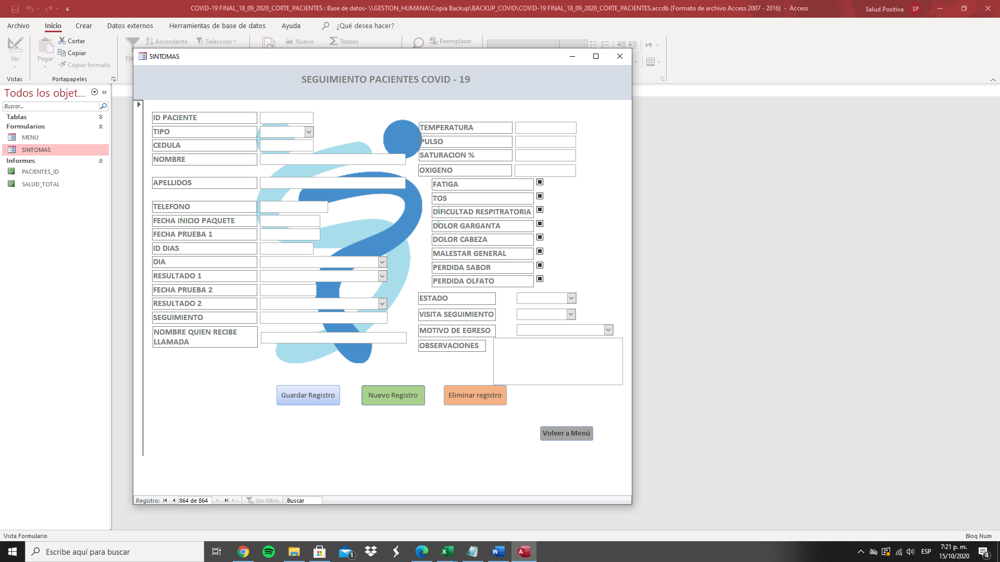 COVID-19 FINAL_18_09_2020_CORTE_PACIENTES : Base de datos- \\GESTION_HUMANA\Copia Backup\BACKUP_COVID\COVID-19 FINAL_18_09_2020_CORTE_PACIENTES.accdb (Formato de archivo Access 2007 - 2016) - Access
Salud Positiva SP
Archivo Inicio Crear Datos externos Herramientas de base de datos Ayuda ¿Qué desea hacer?
Ver
Pegar
Cortar
Copiar
Copiar formato
Ascendente Selección Nuevo Totales Reemplazar
Vistas Portapapeles
SINTOMAS
SEGUIMIENTO PACIENTES COVID - 19
Todos los objet...
Buscar...
Tablas
Formularios
MENU
SINTOMAS
Informes
PACIENTES_ID
SALUD_TOTAL
ID PACIENTE
TIPO
CEDULA
NOMBRE
APELLIDOS
TELEFONO
FECHA INICIO PAQUETE
FECHA PRUEBA 1
ID DIAS
DIA
RESULTADO 1
FECHA PRUEBA 2
RESULTADO 2
SEGUIMIENTO
NOMBRE QUIEN RECIBE
LLAMADA
TEMPERATURA
PULSO
SATURACION %
OXIGENO
FATIGA
TOS
DIFICULTAD RESPITRATORIA
DOLOR GARGANTA
DOLOR CABEZA
MALESTAR GENERAL
PERDIDA SABOR
PERDIDA OLFATO
ESTADO
VISITA SEGUIMIENTO
MOTIVO DE EGRESO
OBSERVACIONES
Guardar Registro Nuevo Registro Eliminar registro
Volver a Menú
Registro: 864 de 864 Sin filtro Buscar
Vista Formulario Bloq Num
Escribe aquí para buscar
1
ESP
7:21 p. m.
15/10/2020
4